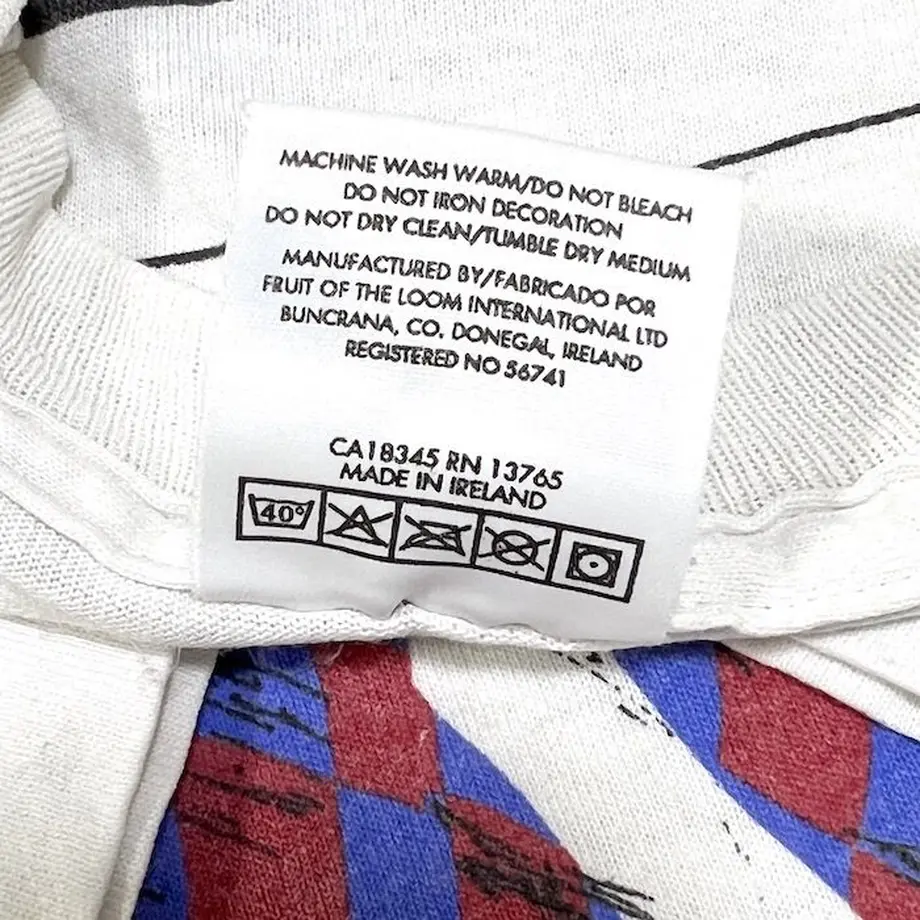 MACHINE WASH WARM/DO NOT BLEACH
DO NOT IRON DECORATION
DO NOT DRY CLEAN/TUMBLE DRY MEDIUM
MANUFACTURED BY/FABRICADO POR
FRUIT OF THE LOOM INTERNATIONAL LTD
BUNCRANA, CO. DONEGAL, IRELAND
REGISTERED NO 56741
CA18345 RN 13765
MADE IN IRELAND
40°